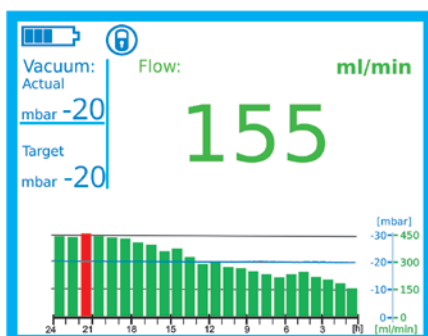 Vacuum:
Flow:
ml/min
Actual
mbar -20
155
Target
mbar -20
[mbar]
-30 450
-20 300
-10 150
0 0
24 21 18 15 12 9 6 3 [h] [ml/min]